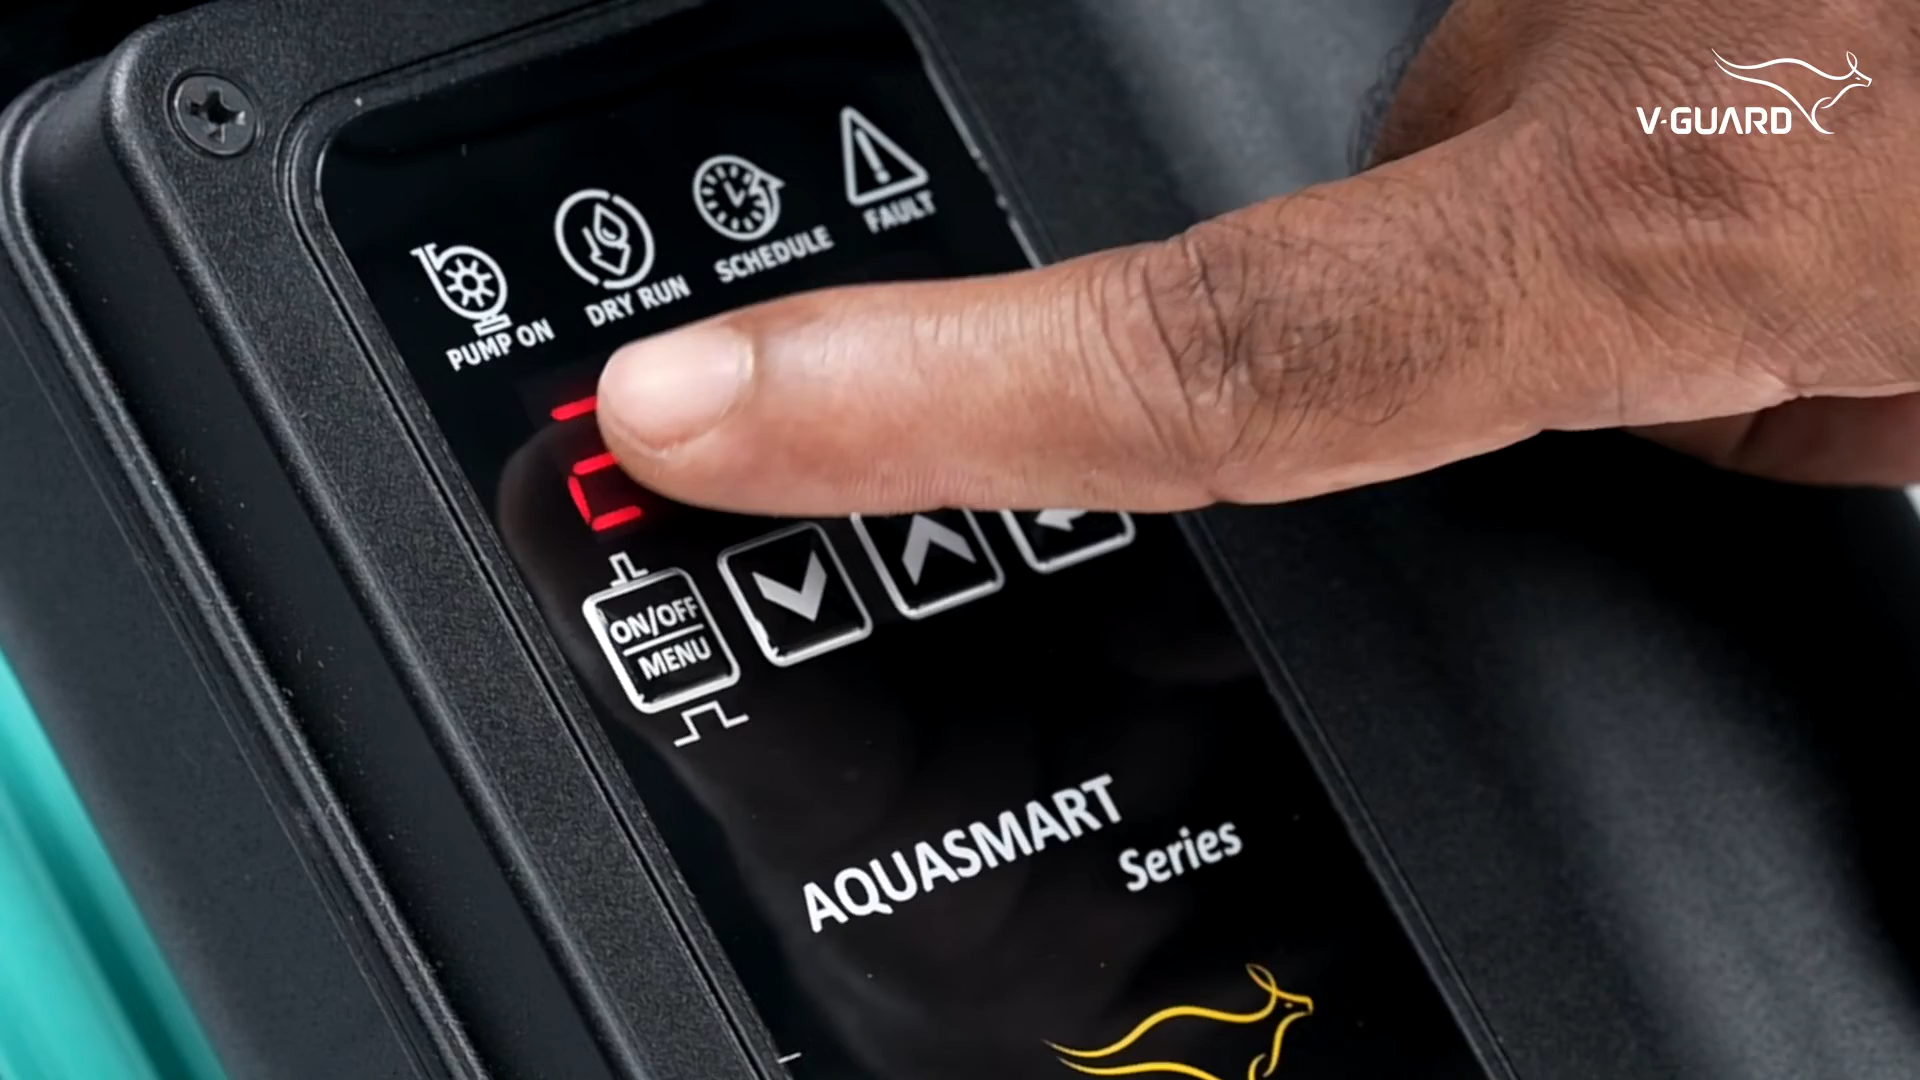 V-GUARD
PUMP ON
DRY RUN
SCHEDULE
FAULT
ON/OFF
MENU
AQUASMART
Series